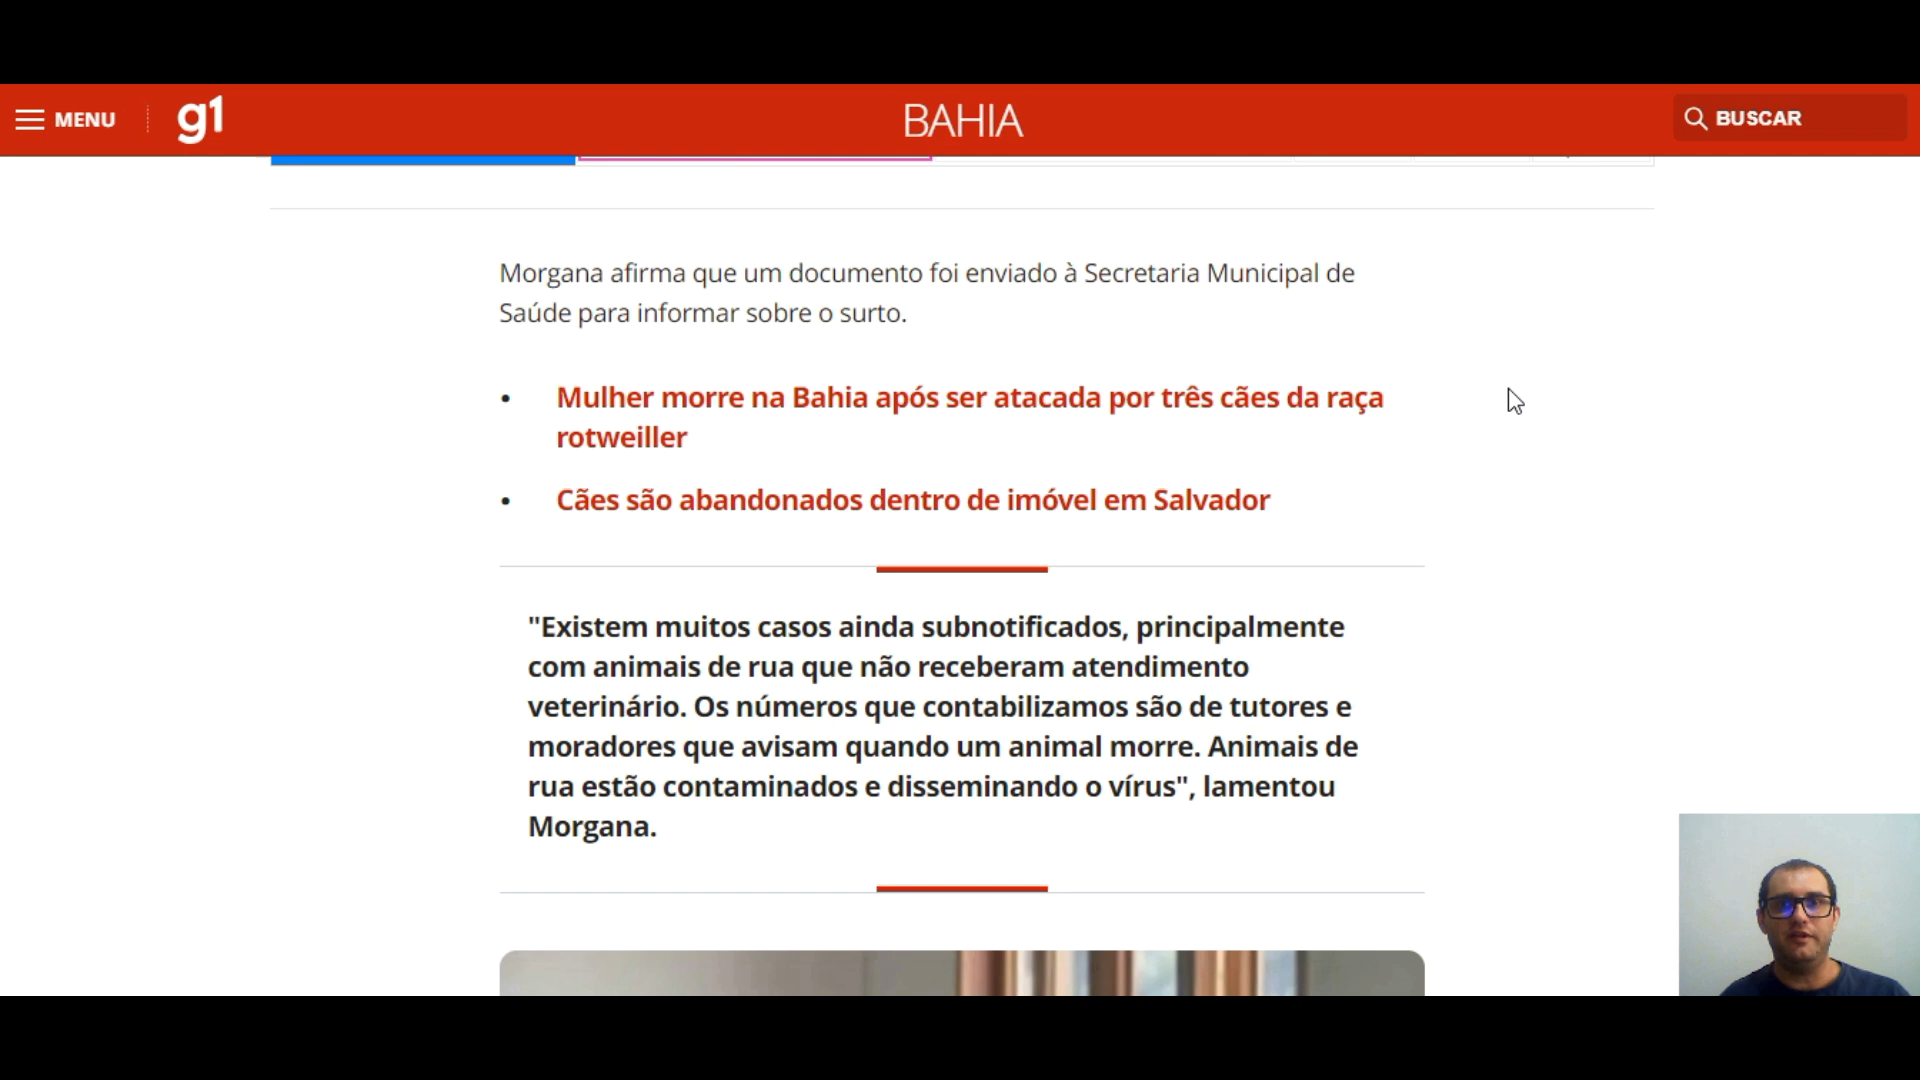 MENU
g1
BAHIA
BUSCAR
Morgana afirma que um documento foi enviado à Secretaria Municipal de
Saúde para informar sobre o surto.
• Mulher morre na Bahia após ser atacada por três cães da raça
rotweiller
• Cães são abandonados dentro de imóvel em Salvador
"Existem muitos casos ainda subnotificados, principalmente
com animais de rua que não receberam atendimento
veterinário. Os números que contabilizamos são de tutores e
moradores que avisam quando um animal morre. Animais de
rua estão contaminados e disseminando o vírus", lamentou
Morgana.